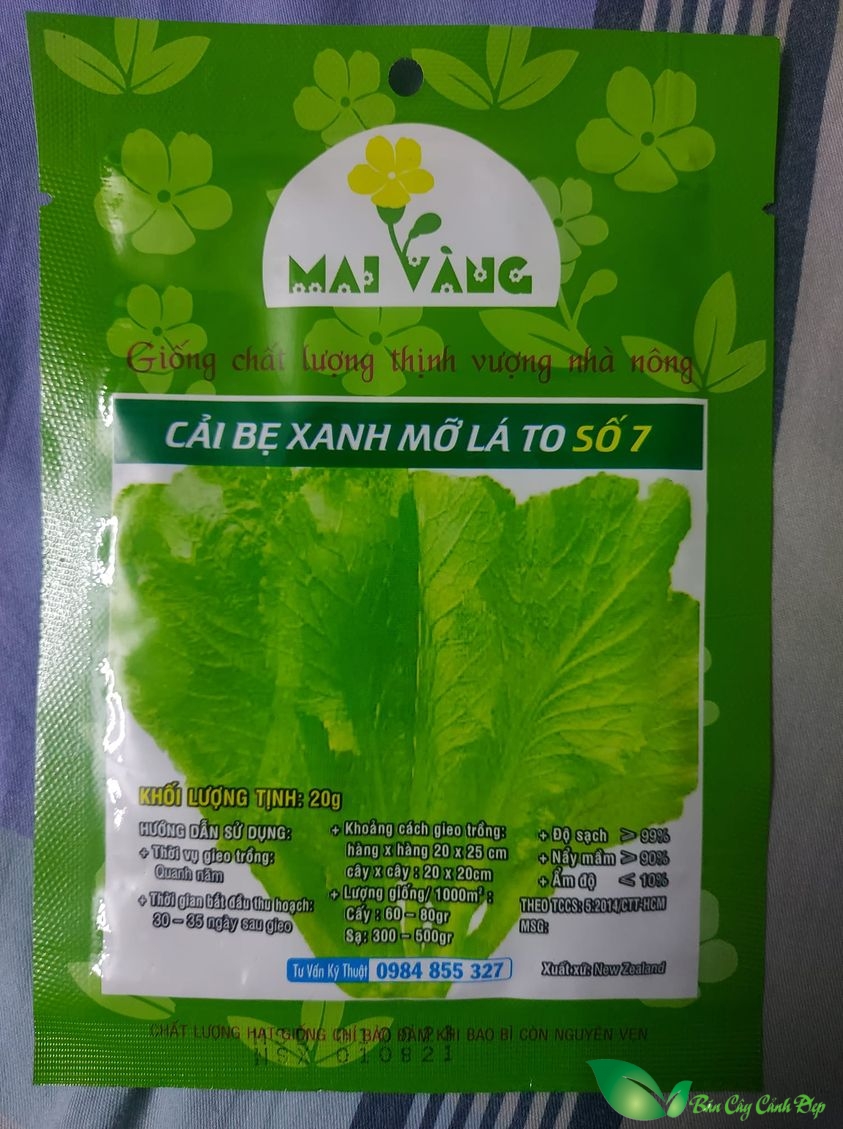 MAI VÀNG
Giống chất lượng thịnh vượng nhà nông
CẢI BẸ XANH MỠ LÁ TO SỐ 7
KHỐI LƯỢNG TỊNH: 20g
HƯỚNG DẪN SỬ DỤNG:
+ Thời vụ gieo trồng:
Quanh năm
+ Thời gian bắt đầu thu hoạch:
30 – 35 ngày sau gieo
+ Khoảng cách gieo trồng:
hàng x hàng 20 x 25 cm
cây x cây : 20 x 20cm
+ Lượng giống/ 1000m² :
Cấy : 60 – 80gr
Sạ: 300 – 500gr
+ Độ sạch ≥ 99%
+ Nẩy mầm ≥ 90%
+ Ẩm độ ≤ 10%
THEO TCCS: 5:2014/CTT-HCM
MSG:
Tư Vấn Kỹ Thuật 0984 855 327
Xuất xứ: New Zealand
CHẤT LƯỢNG HẠT GIỐNG CHỈ BẢO ĐẢM KHI BAO BÌ CÒN NGUYÊN VẸN
NSX 010821
Bán Cây Cảnh Đẹp